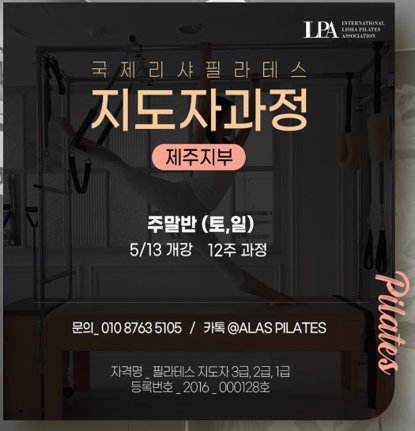 LPA
INTERNATIONAL
LISHA PILATES
ASSOCIATION
국제리샤필라테스
지도자과정
제주지부
주말반 (토,일)
5/13 개강 12주 과정
Pilates
문의_ 010 8763 5105 / 카톡 @ALAS PILATES
자격명 _ 필라테스 지도자 3급, 2급, 1급
등록번호 _ 2016 _ 000128호